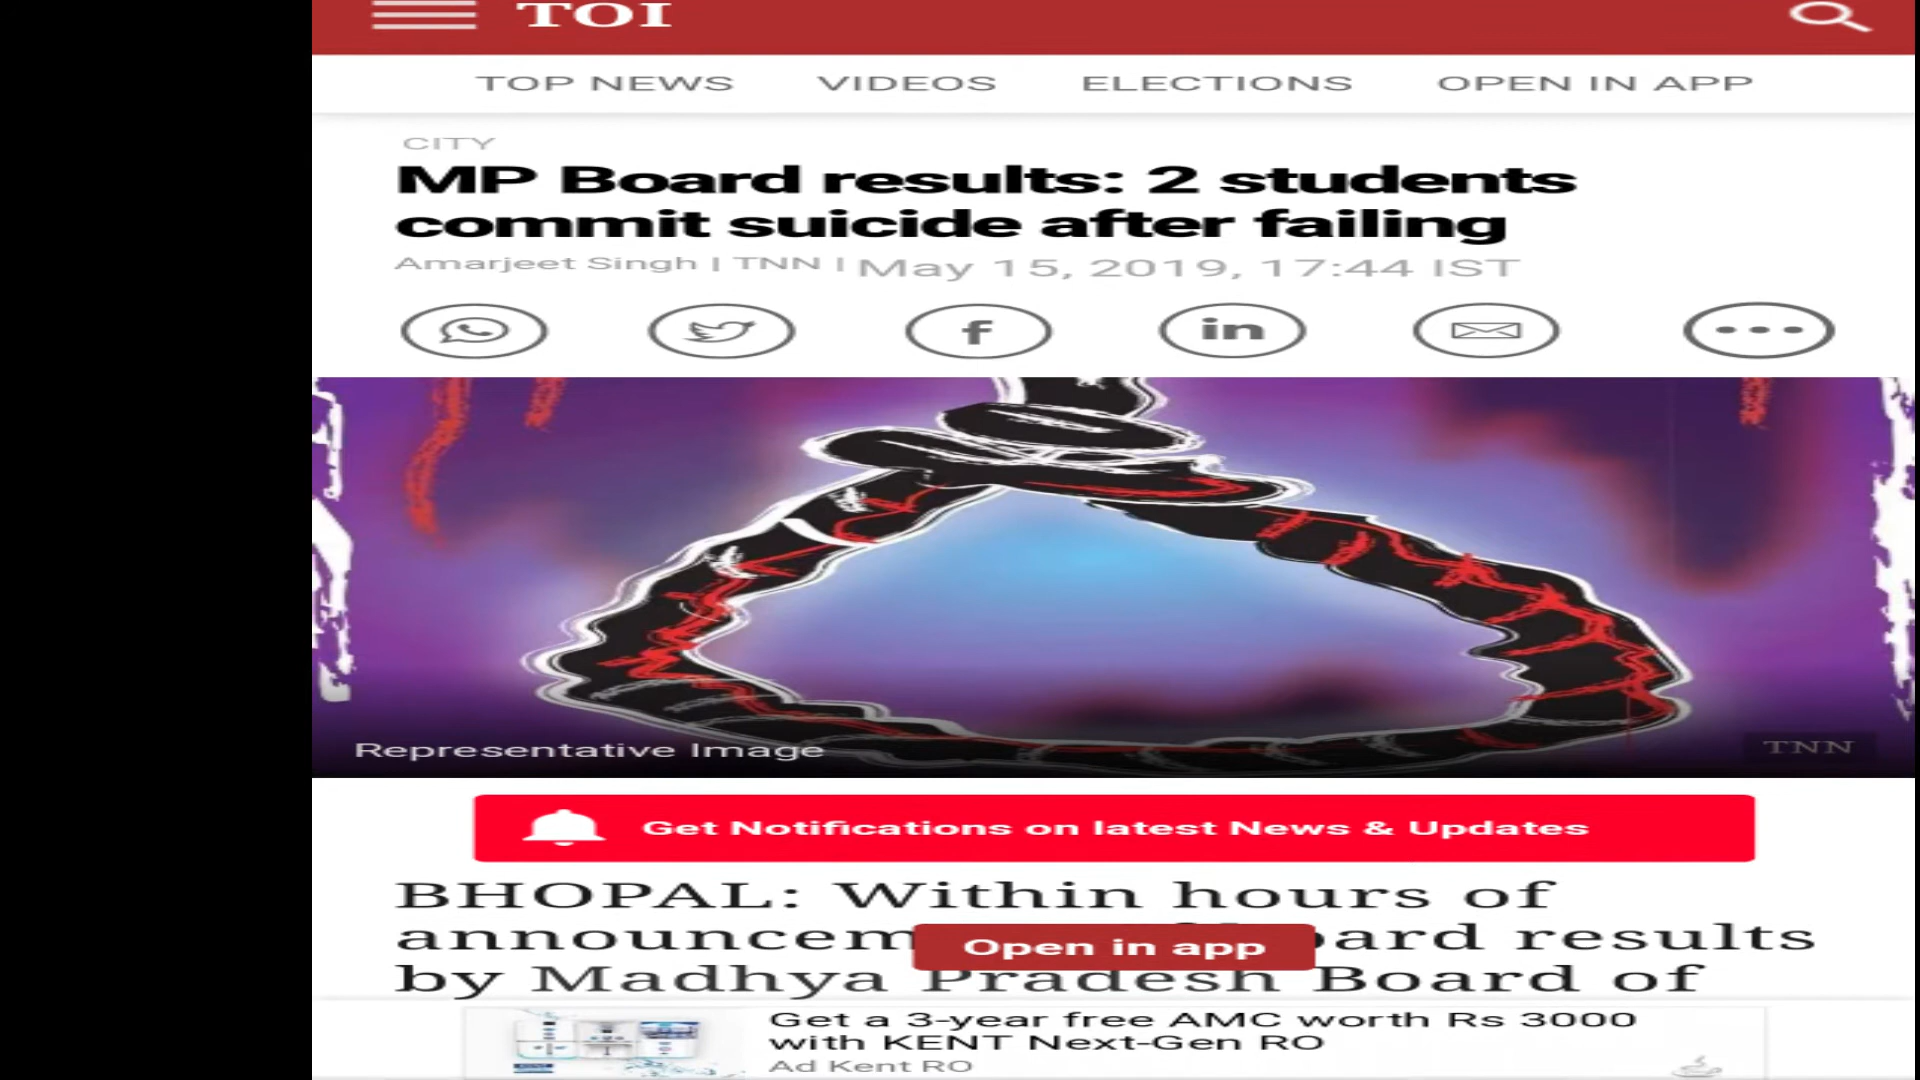 TOI
TOP NEWS VIDEOS ELECTIONS OPEN IN APP
CITY
MP Board results: 2 students
commit suicide after failing
Amarjeet Singh | TNN | May 15, 2019, 17:44 IST
f in
Representative Image
TNN
Get Notifications on latest News & Updates
BHOPAL: Within hours of
announcem ard results
Open in app
by Madhya Pradesh Board of
Get a 3-year free AMC worth Rs 3000
with KENT Next-Gen RO
Ad Kent RO